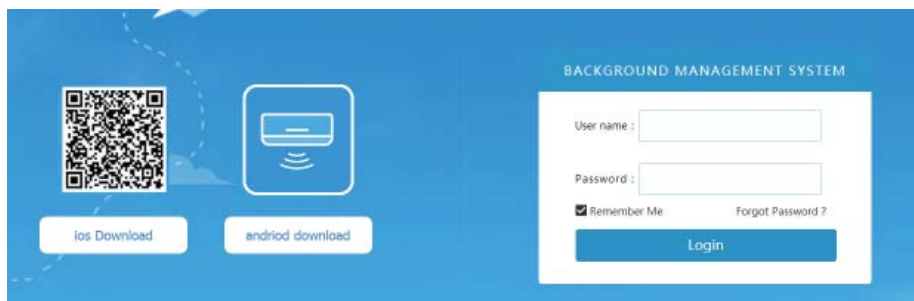 BACKGROUND MANAGEMENT SYSTEM
User name :
Password :
Remember Me
Forgot Password ?
Login
ios Download
andriod download